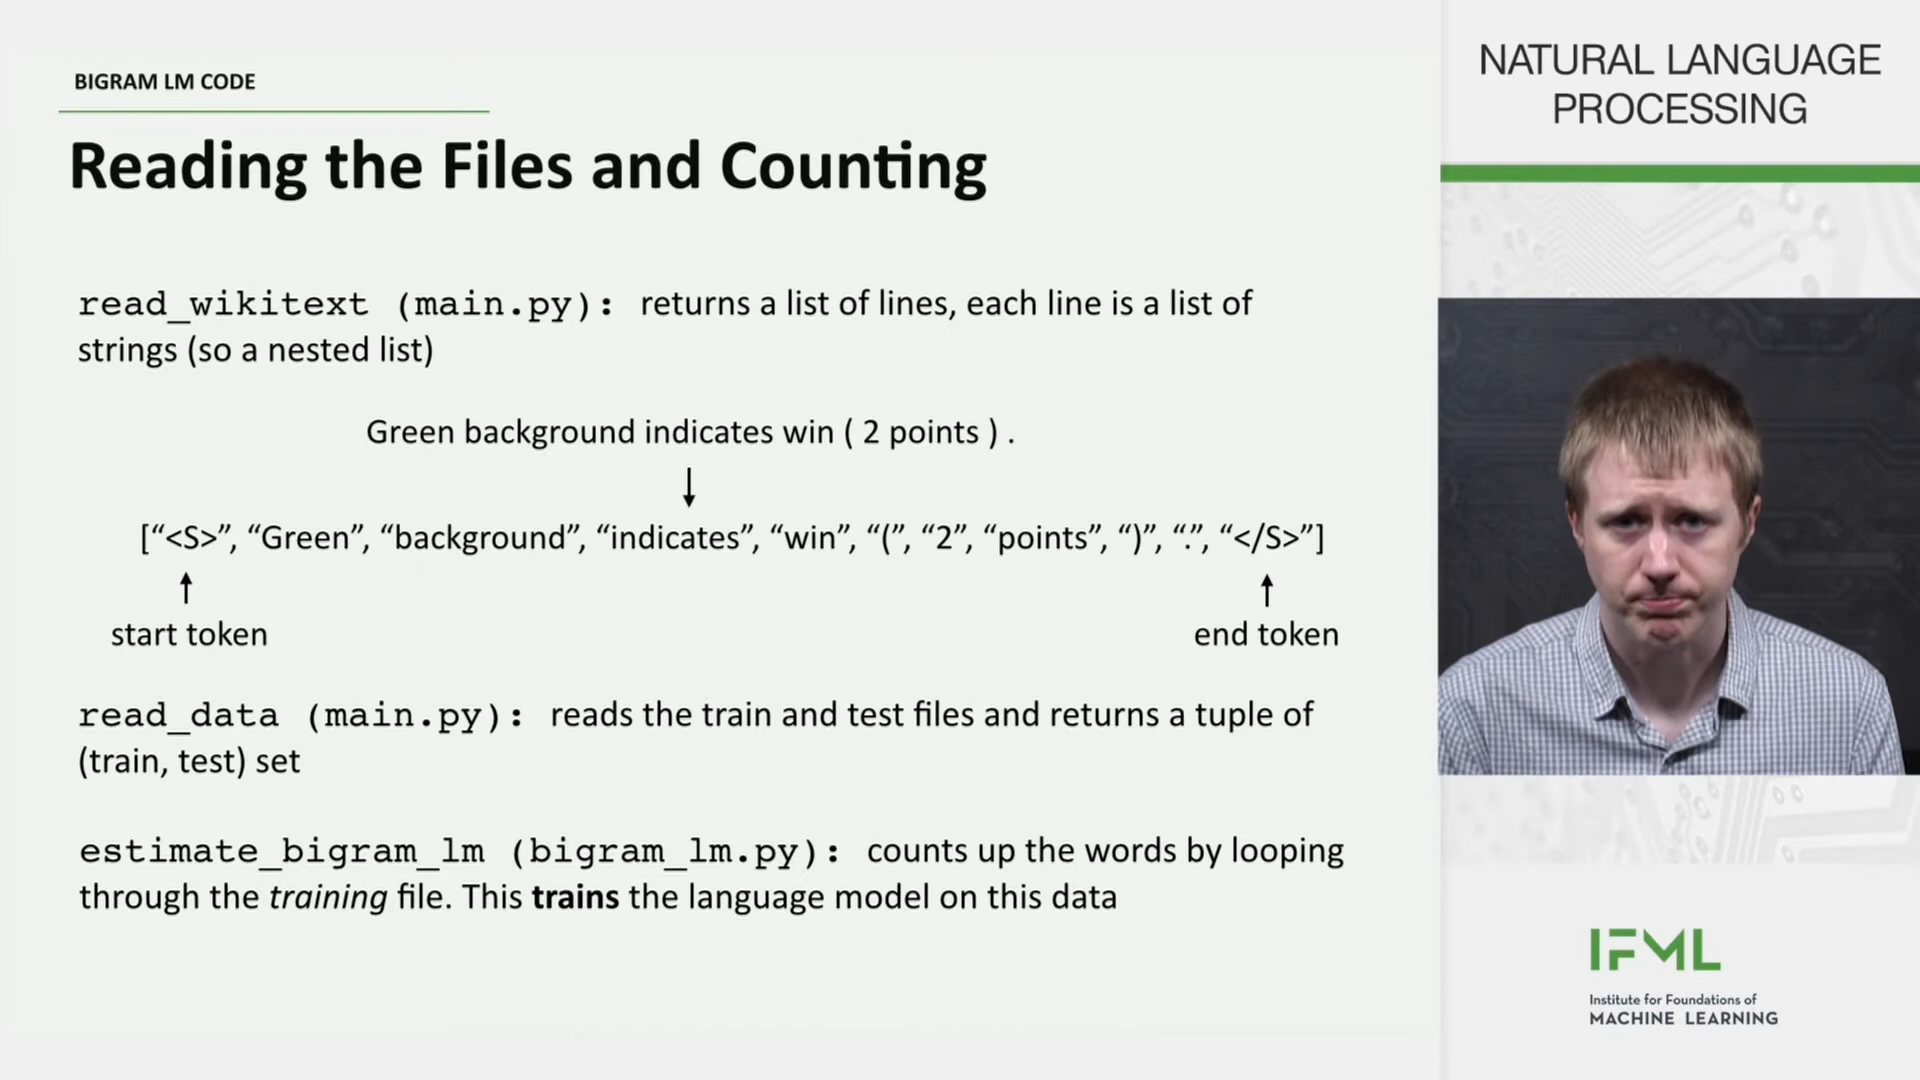 BIGRAM LM CODE
Reading the Files and Counting
read_wikitext (main.py): returns a list of lines, each line is a list of
strings (so a nested list)
Green background indicates win ( 2 points ) .
[“<S>”, “Green”, “background”, “indicates”, “win”, “(”, “2”, “points”, “)”, “.”, “</S>”]
start token
end token
read_data (main.py): reads the train and test files and returns a tuple of
(train, test) set
estimate_bigram_lm (bigram_lm.py): counts up the words by looping
through the training file. This trains the language model on this data
NATURAL LANGUAGE
PROCESSING
IFML
Institute for Foundations of
MACHINE LEARNING